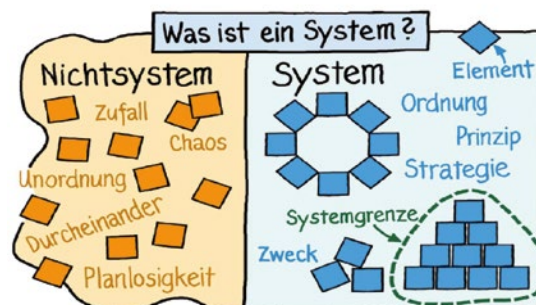 Was ist ein System?
Nichtsystem
Zufall
Chaos
Unordnung
Durcheinander
Planlosigkeit
System
Element
Ordnung
Prinzip
Strategie
Systemgrenze
Zweck